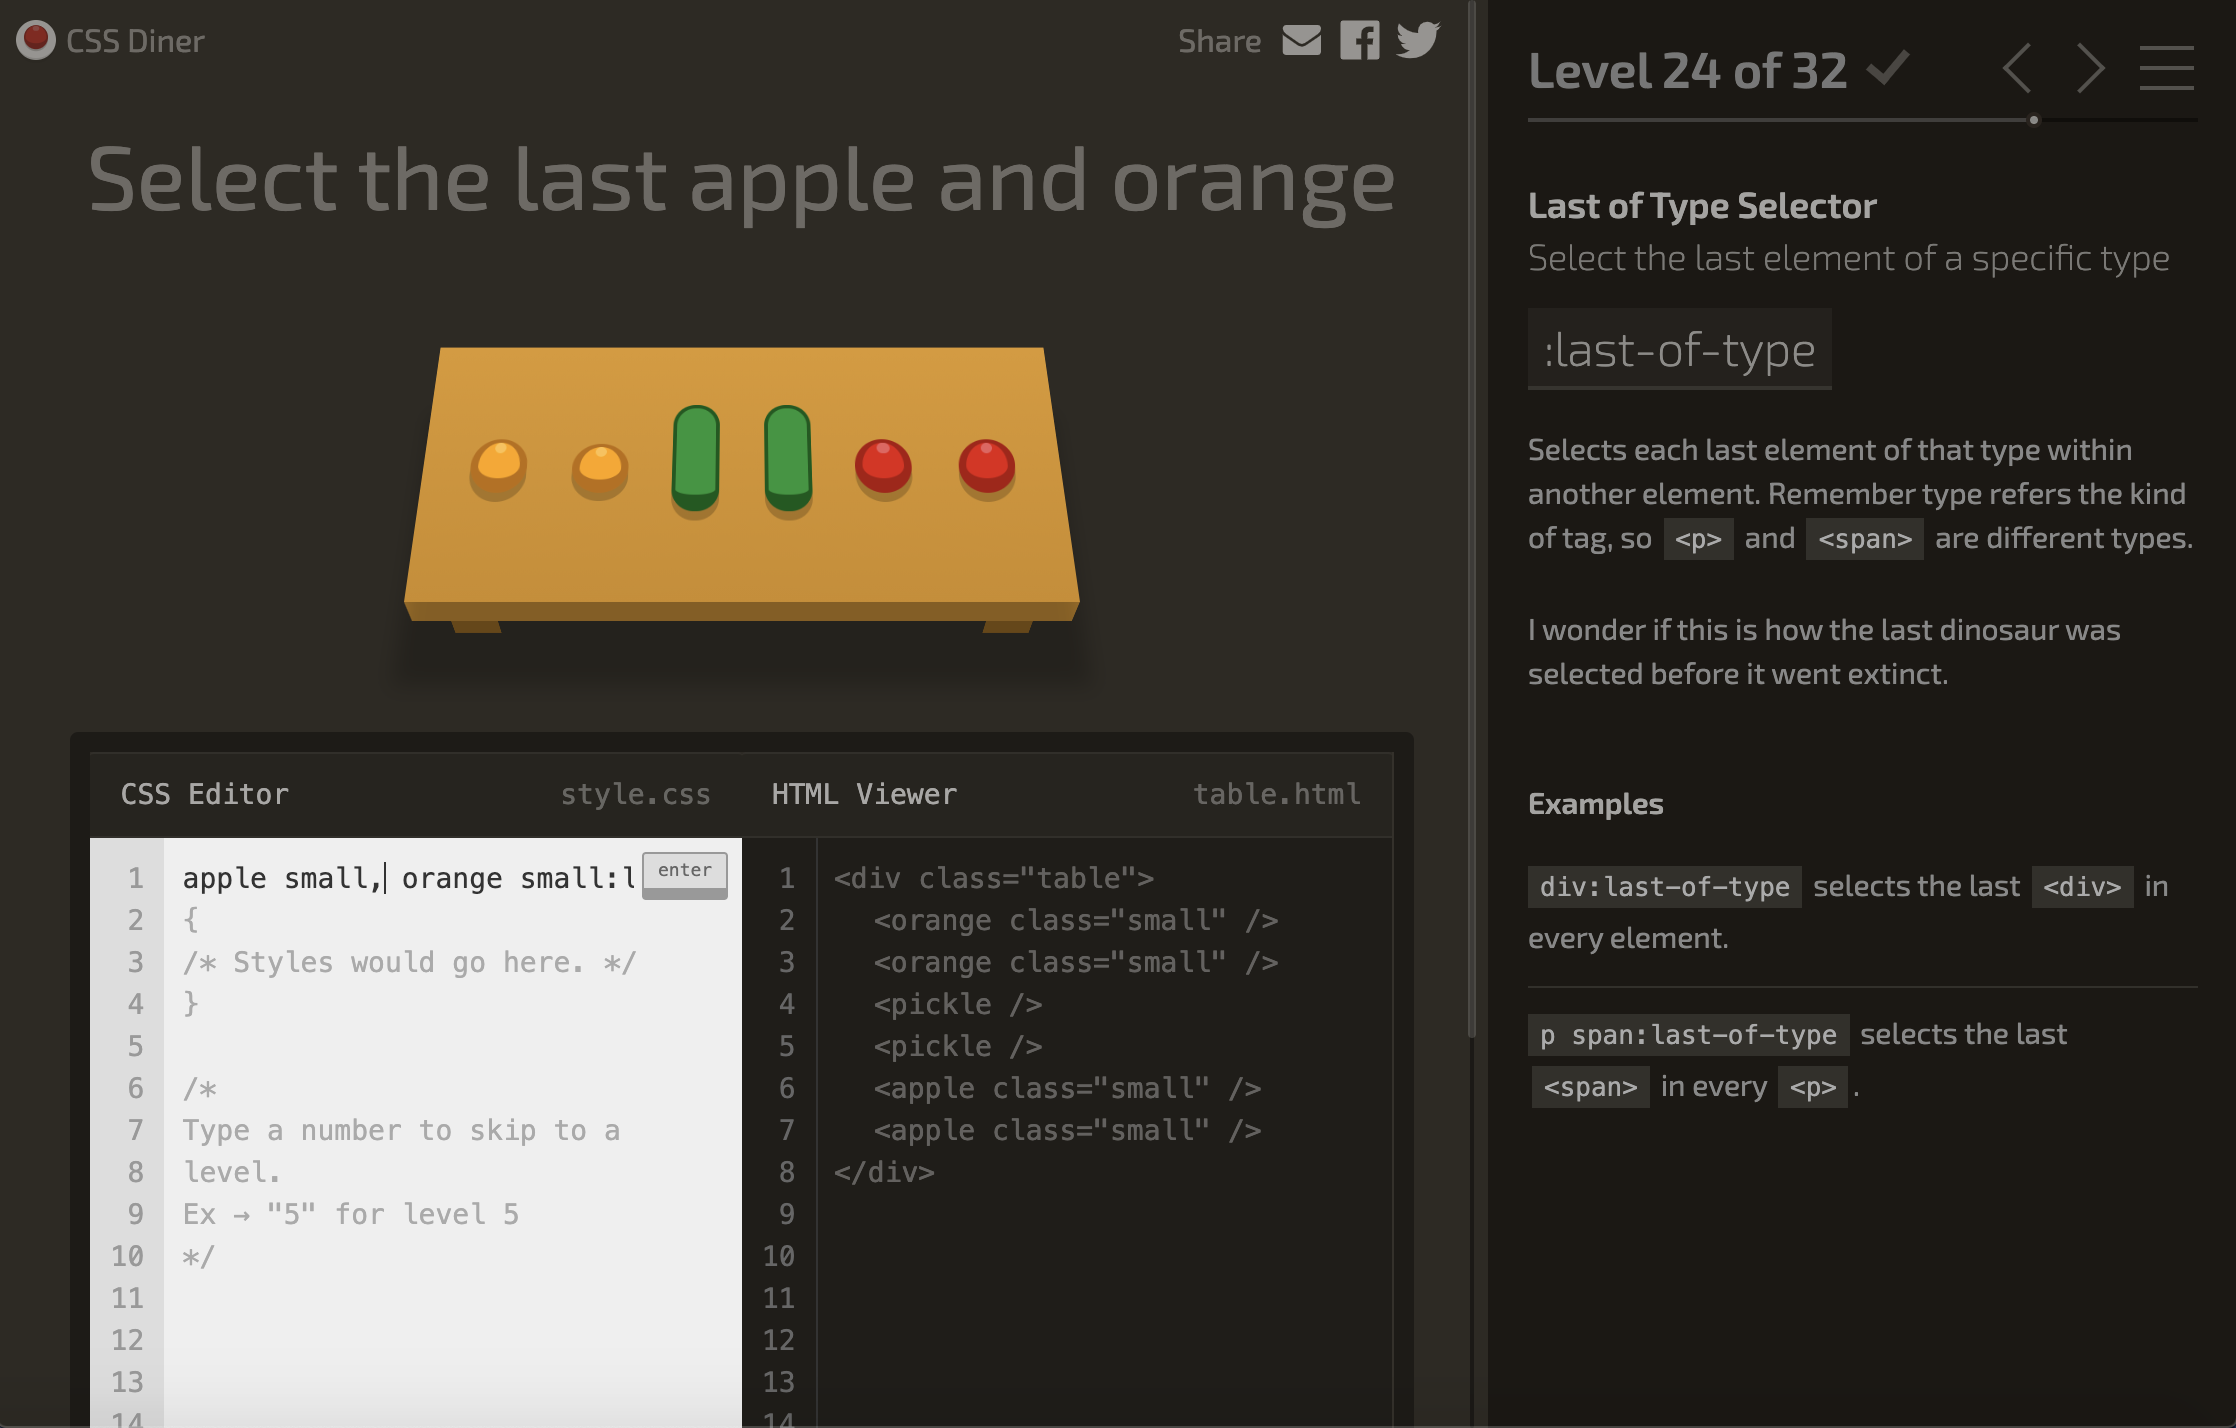 CSS Diner
Share
Select the last apple and orange
CSS Editor style.css
1 apple small, orange small:l enter
2 {
3 /* Styles would go here. */
4 }
5
6 /*
7 Type a number to skip to a
8 level.
9 Ex → "5" for level 5
10 */
11
12
13
14
HTML Viewer table.html
1 <div class="table">
2 <orange class="small" />
3 <orange class="small" />
4 <pickle />
5 <pickle />
6 <apple class="small" />
7 <apple class="small" />
8 </div>
9
10
11
12
13
14
Level 24 of 32
Last of Type Selector
Select the last element of a specific type
:last-of-type
Selects each last element of that type within
another element. Remember type refers the kind
of tag, so <p> and <span> are different types.
I wonder if this is how the last dinosaur was
selected before it went extinct.
Examples
div:last-of-type selects the last <div> in
every element.
p span:last-of-type selects the last
<span> in every <p>.